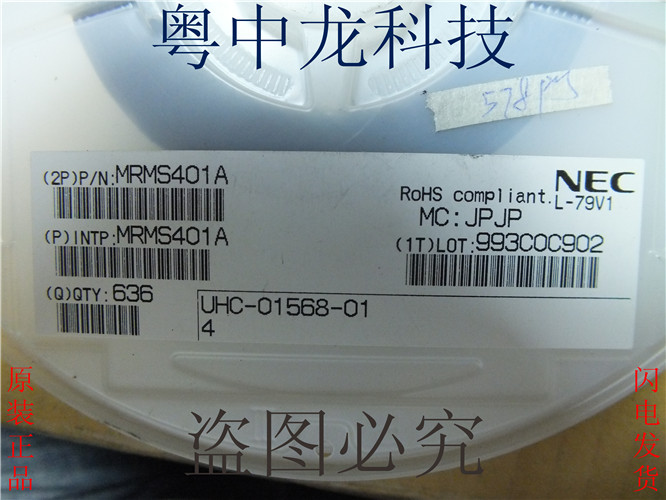 粤中龙科技
578pcs
(2P)P/N:MRMS401A
(P)INTP:MRMS401A
(Q)QTY:636
NEC
RoHS compliant. L-79V1
MC:JPJP
(1T)LOT:993C0C902
UHC-01568-01
4
原装正品
闪电发货
盗图必究